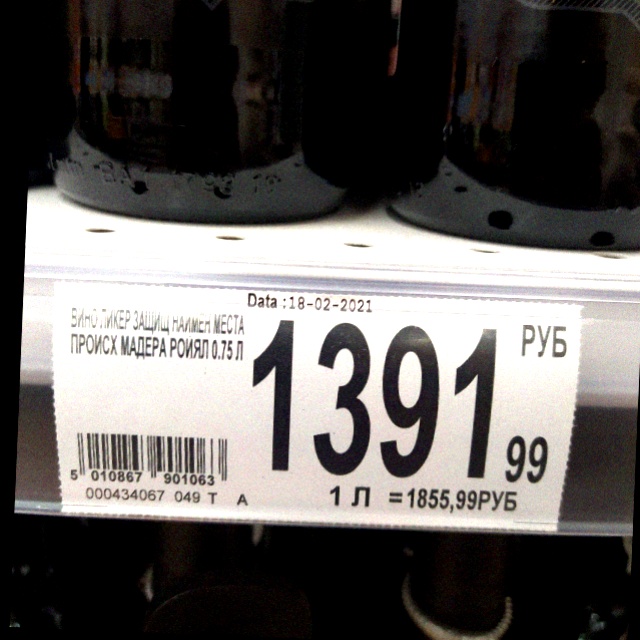 Data :18-02-2021
ВИНО ЛИКЕР ЗАЩИЩ НАИМЕН МЕСТА
ПРОИСХ МАДЕРА РОИЯЛ 0.75 Л
1391 99 РУБ
5 010867 901063
000434067 049 Т А
1 Л =1855,99РУБ